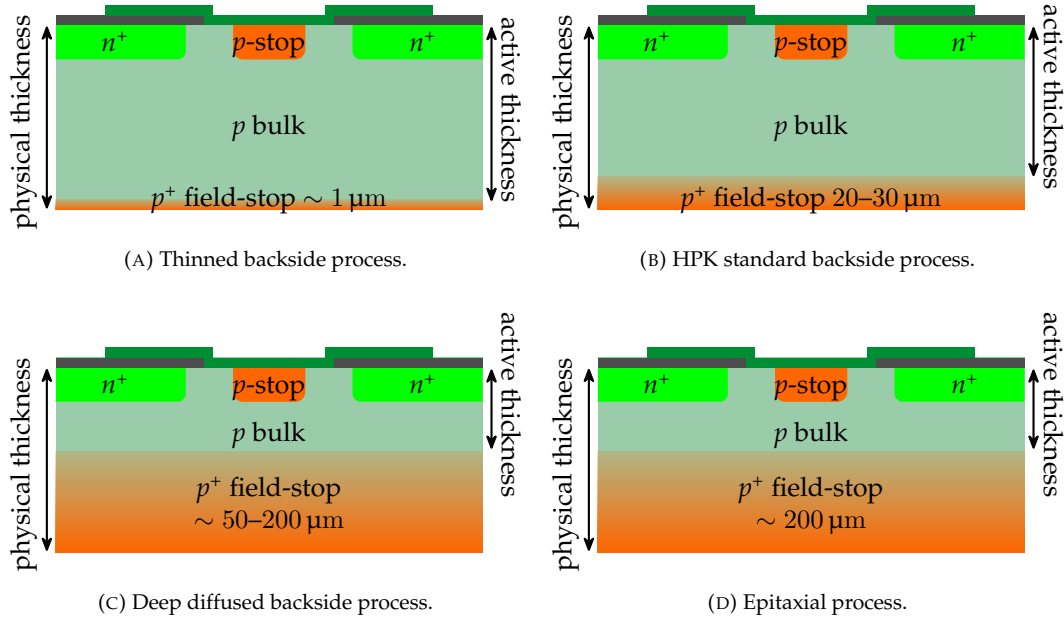 physical thickness
n⁺
p-stop
n⁺
active thickness
p bulk
p⁺ field-stop ∼ 1 µm
(A) Thinned backside process.
physical thickness
n⁺
p-stop
n⁺
active thickness
p bulk
p⁺ field-stop 20–30 µm
(B) HPK standard backside process.
physical thickness
n⁺
p-stop
n⁺
active thickness
p bulk
p⁺ field-stop
∼ 50–200 µm
(C) Deep diffused backside process.
physical thickness
n⁺
p-stop
n⁺
active thickness
p bulk
p⁺ field-stop
∼ 200 µm
(D) Epitaxial process.